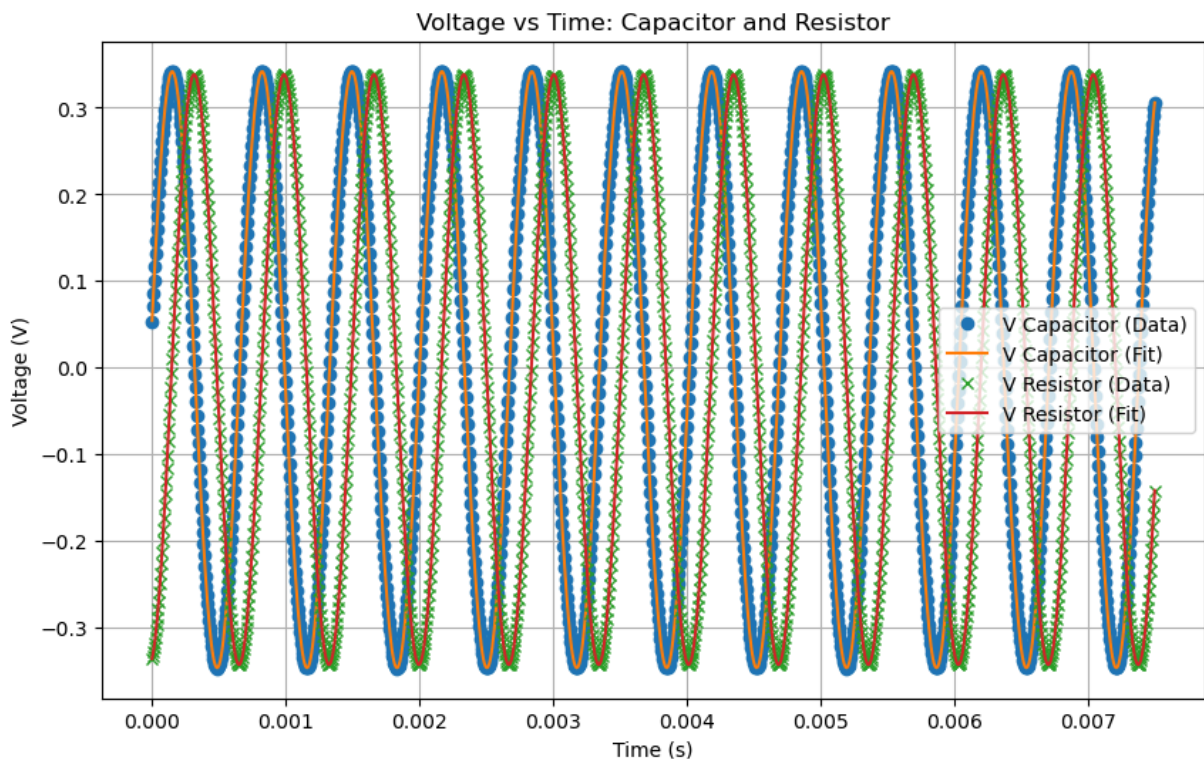 Voltage vs Time: Capacitor and Resistor
Voltage (V)
0.3
0.2
0.1
0.0
−0.1
−0.2
−0.3
V Capacitor (Data)
V Capacitor (Fit)
V Resistor (Data)
V Resistor (Fit)
0.000 0.001 0.002 0.003 0.004 0.005 0.006 0.007
Time (s)